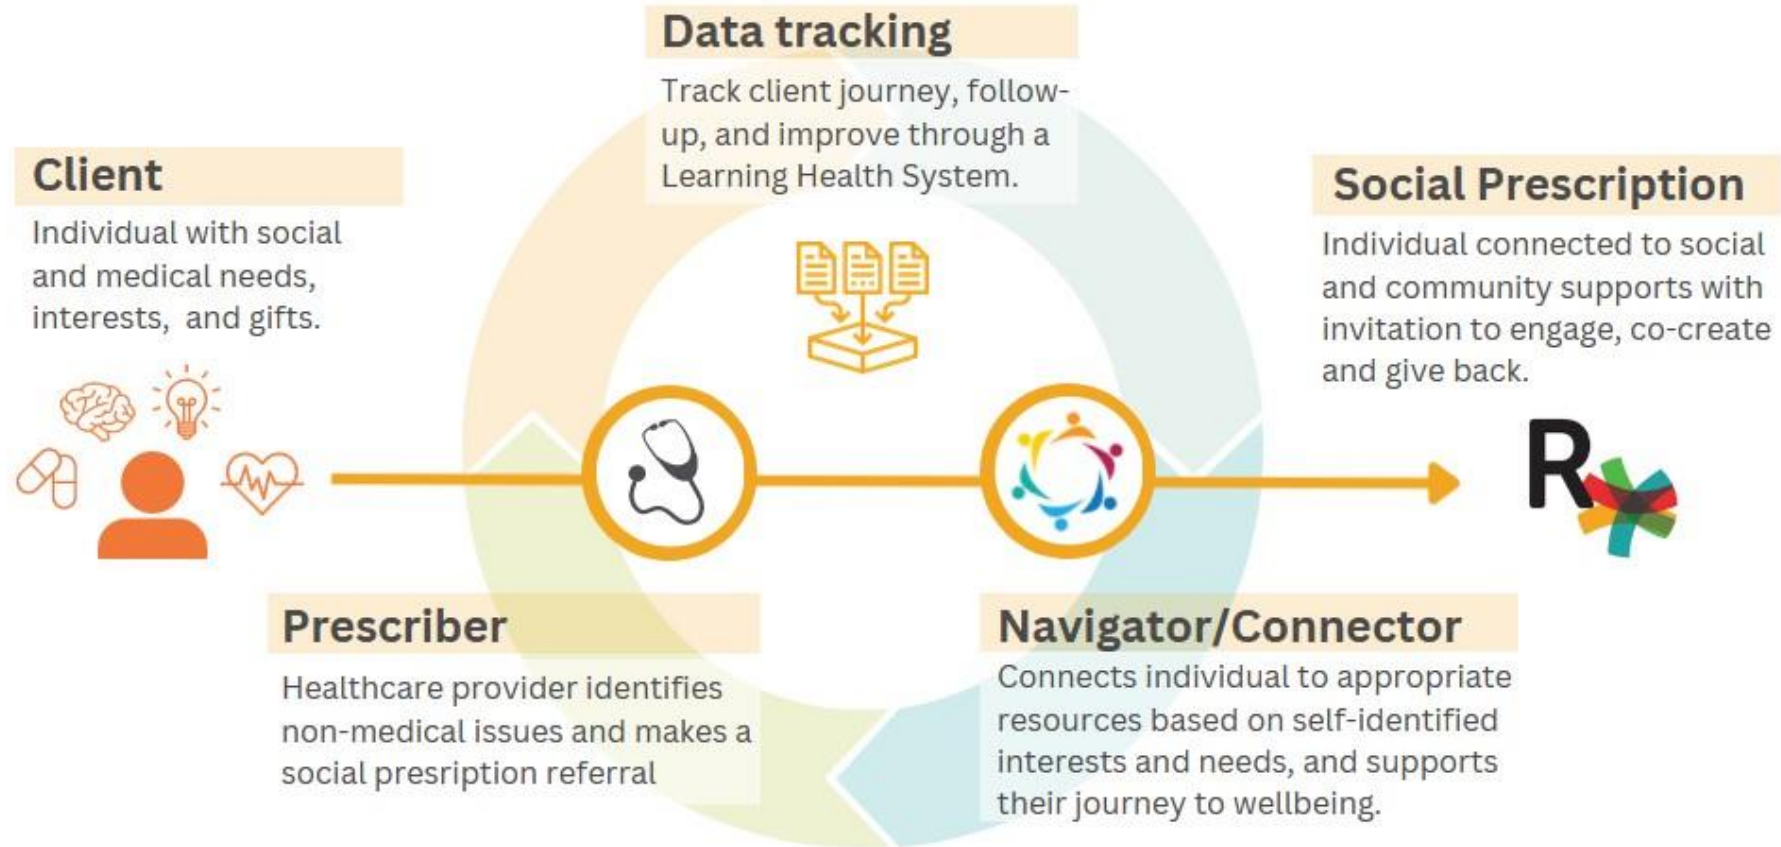 Data tracking
Track client journey, follow-
up, and improve through a
Learning Health System.
Client
Individual with social
and medical needs,
interests, and gifts.
Social Prescription
Individual connected to social
and community supports with
invitation to engage, co-create
and give back.
R
Prescriber
Healthcare provider identifies
non-medical issues and makes a
social presription referral
Navigator/Connector
Connects individual to appropriate
resources based on self-identified
interests and needs, and supports
their journey to wellbeing.